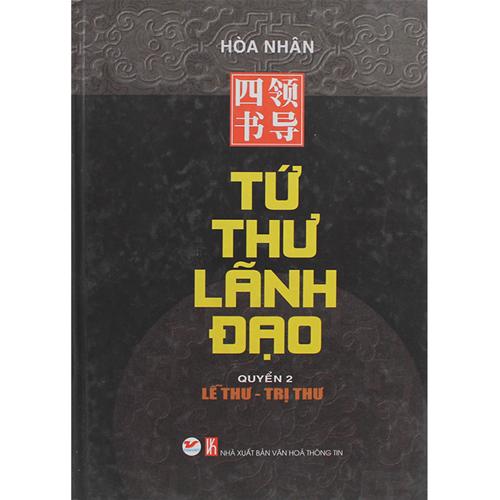 HÒA NHÂN
四领
书导
TỨ
THƯ
LÃNH
ĐẠO
QUYỂN 2
LỄ THƯ - TRỊ THƯ
NHÀ XUẤT BẢN VĂN HOÁ THÔNG TIN